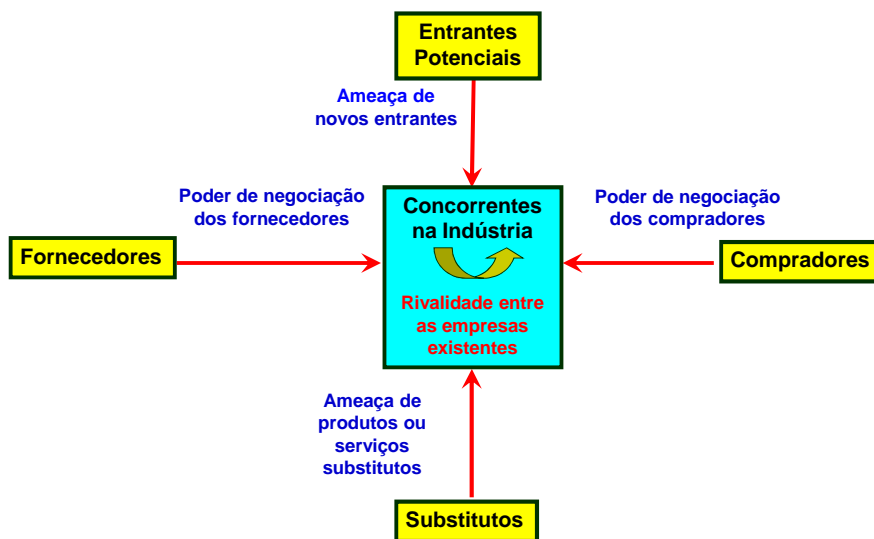 Entrantes
Potenciais
Ameaça de
novos entrantes
Poder de negociação
dos fornecedores
Concorrentes
na Indústria
Poder de negociação
dos compradores
Fornecedores
Compradores
Rivalidade entre
as empresas
existentes
Ameaça de
produtos ou
serviços
substitutos
Substitutos